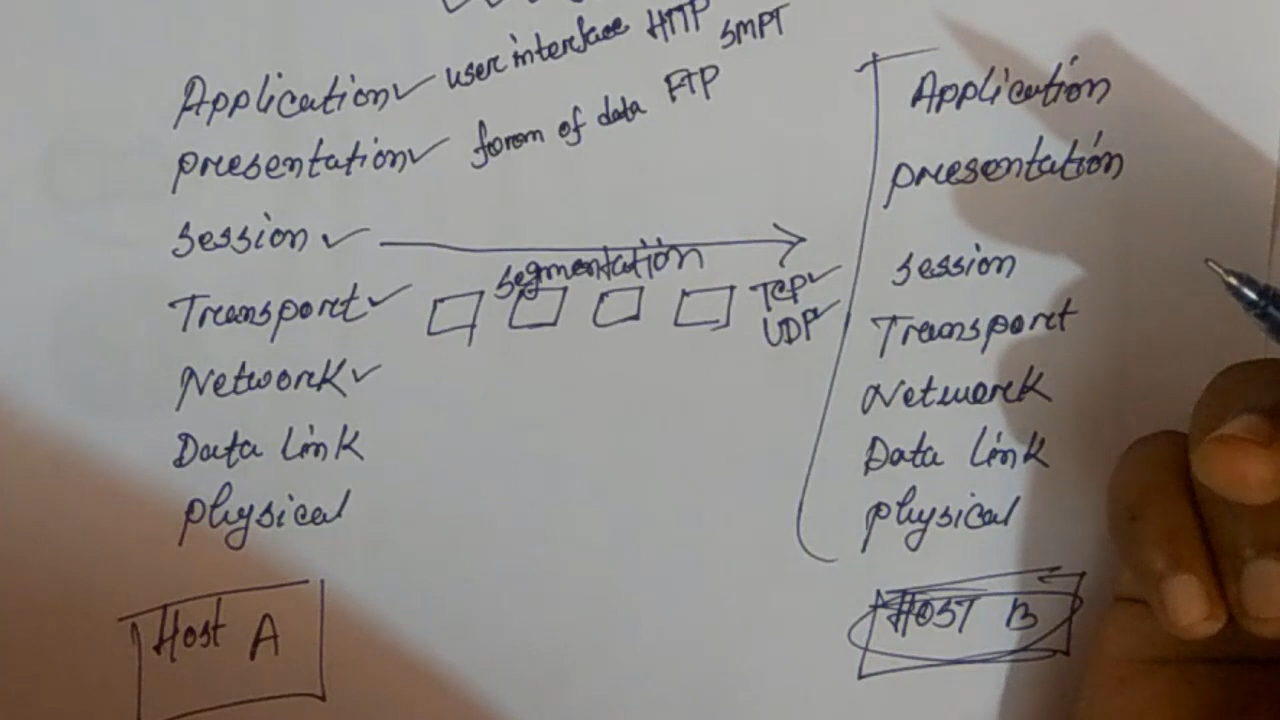 Application user interface HTTP SMPT
presentation form of data FTP
session
segmentation
Transport TCP
UDP
Network
Data link
physical
Host A
Application
presentation
session
Transport
Network
Data link
physical
HOST B